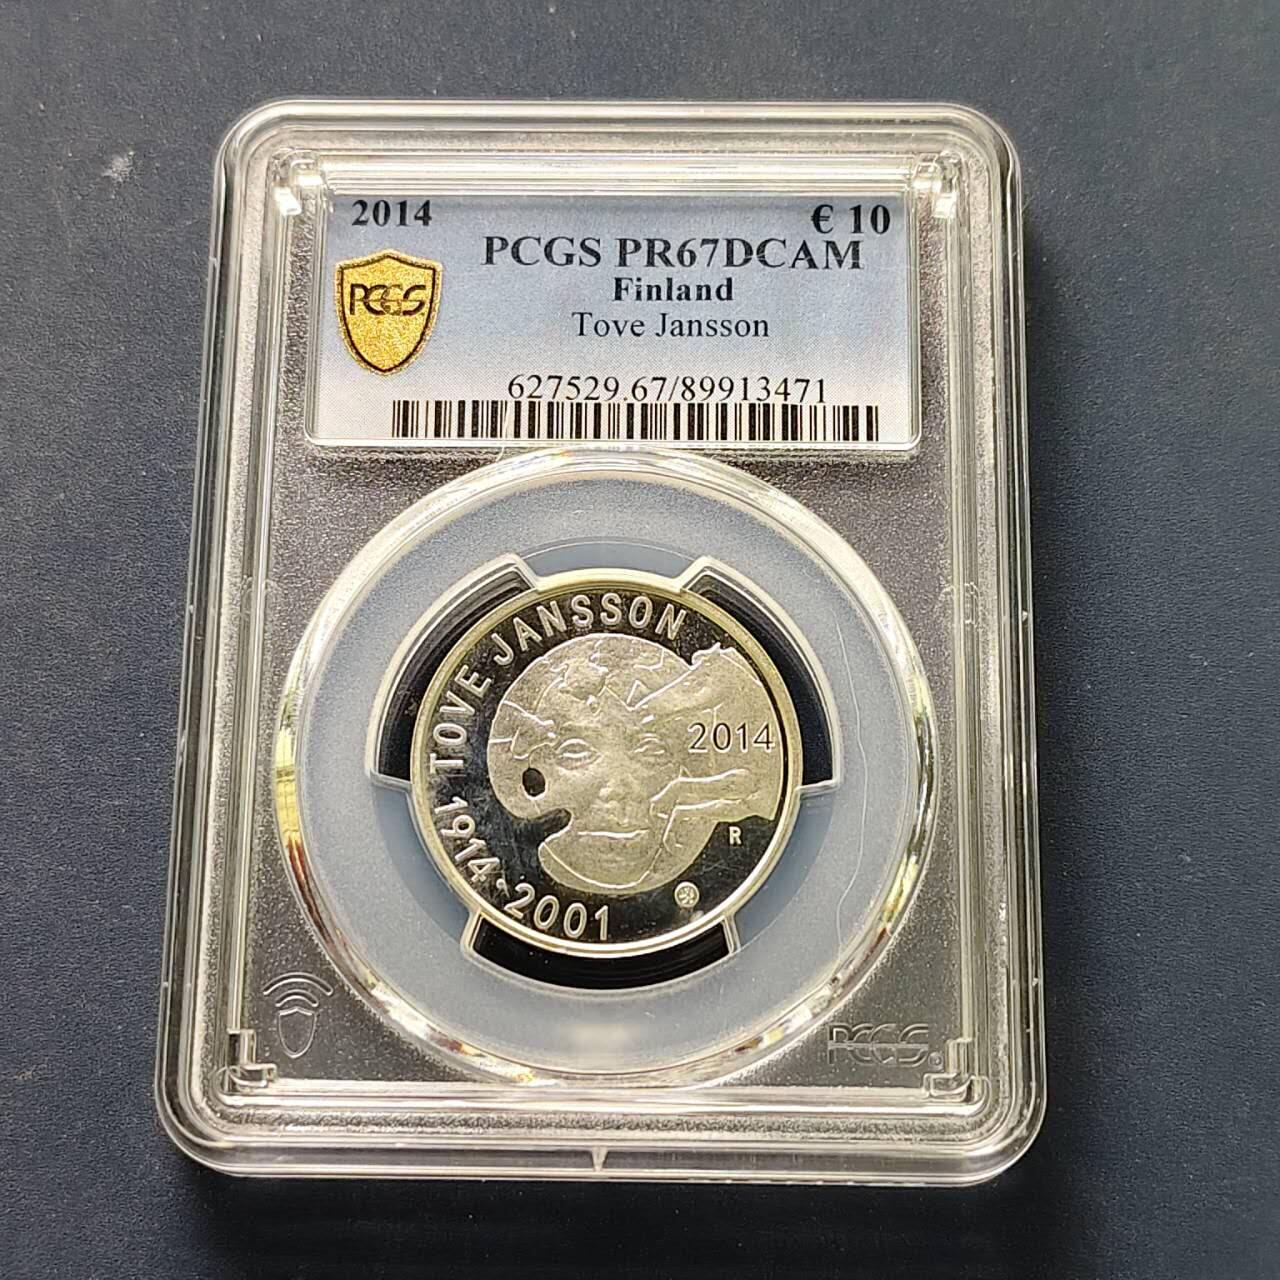 2014
€ 10
PCGS PR67DCAM
PCGS
Finland
Tove Jansson
627529.67/89913471
TOVE JANSSON
1914-2001
2014
R
PCGS